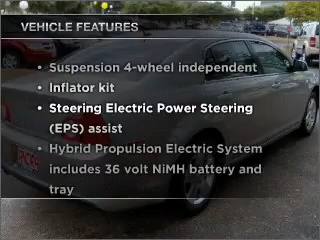 VEHICLE FEATURES
• Suspension 4-wheel independent
• Inflator kit
• Steering Electric Power Steering
(EPS) assist
• Hybrid Propulsion Electric System
includes 36 volt NiMH battery and
tray